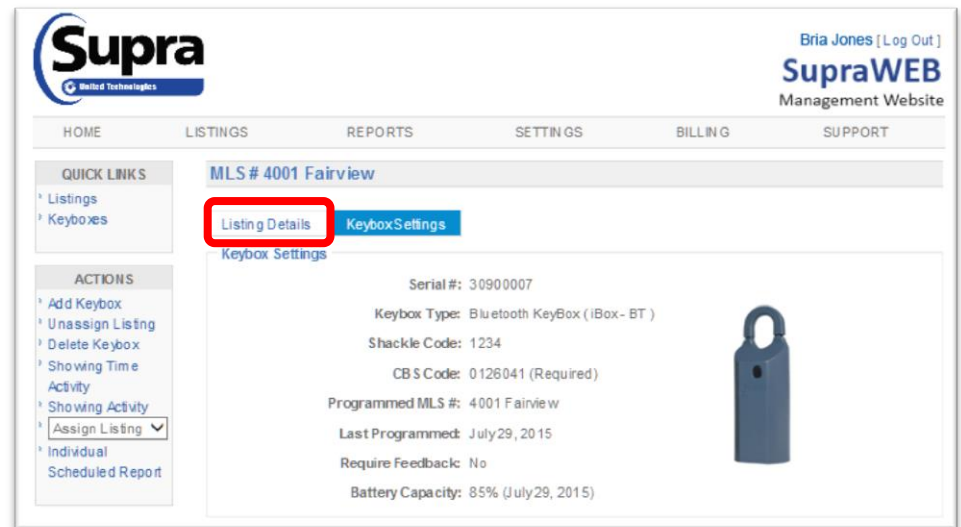 Supra
United Technologies
Bria Jones [Log Out]
SupraWEB
Management Website
HOME LISTINGS REPORTS SETTINGS BILLING SUPPORT
QUICK LINKS
Listings
Keyboxes
ACTIONS
Add Keybox
Unassign Listing
Delete Keybox
Showing Time
Activity
Showing Activity
Assign Listing
Individual
Scheduled Report
MLS # 4001 Fairview
Listing Details Keybox Settings
Keybox Settings
Serial #: 30900007
Keybox Type: Bluetooth KeyBox ( iBox - BT )
Shackle Code: 1234
CBS Code: 0126041 (Required)
Programmed MLS #: 4001 Fairview
Last Programmed: July 29, 2015
Require Feedback: No
Battery Capacity: 85% (July 29, 2015)